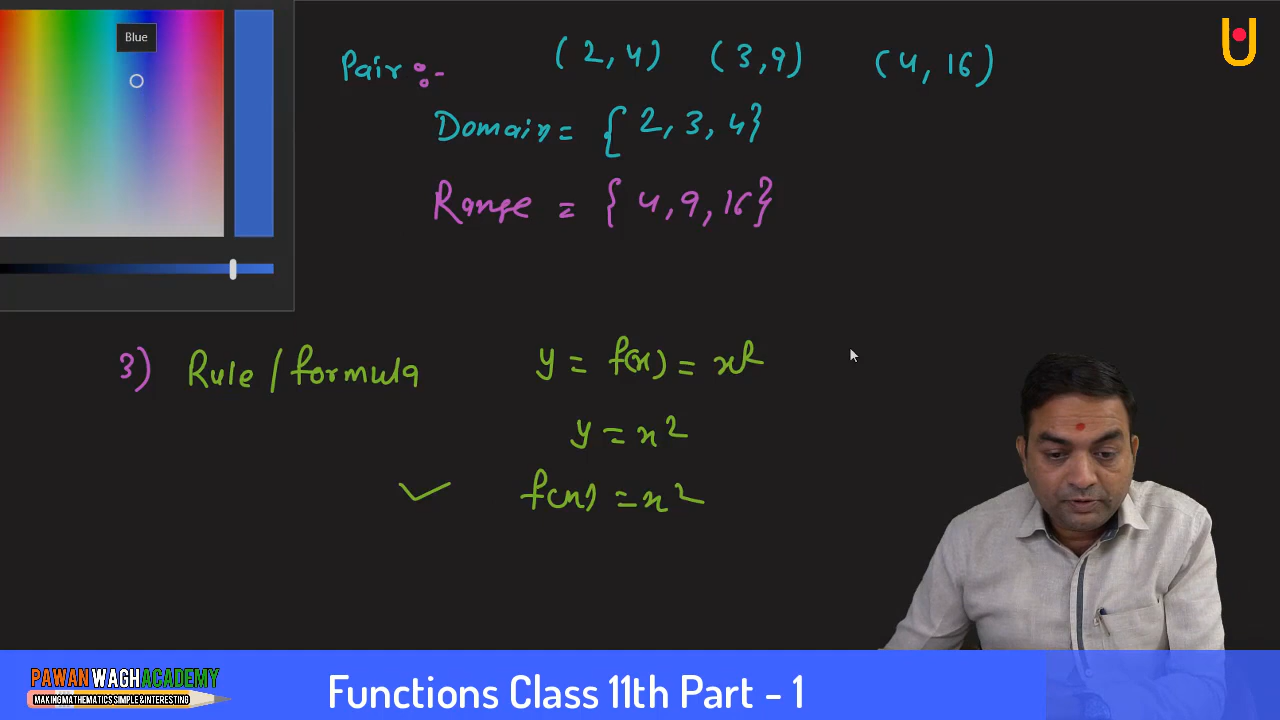 Blue
Pair :- (2,4) (3,9) (4,16)
Domain = {2,3,4}
Range = {4,9,16}
3) Rule/formula y = f(x) = x²
y = x²
f(x) = x²
PAWAN WAGH ACADEMY
MAKING MATHEMATICS SIMPLE & INTERESTING
Functions Class 11th Part - 1